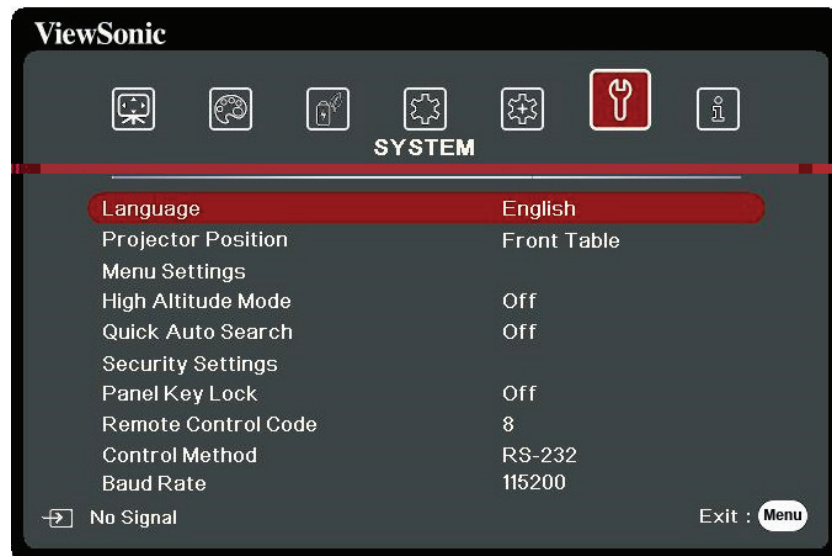 ViewSonic
SYSTEM
Language English
Projector Position Front Table
Menu Settings
High Altitude Mode Off
Quick Auto Search Off
Security Settings
Panel Key Lock Off
Remote Control Code 8
Control Method RS-232
Baud Rate 115200
No Signal Exit : Menu